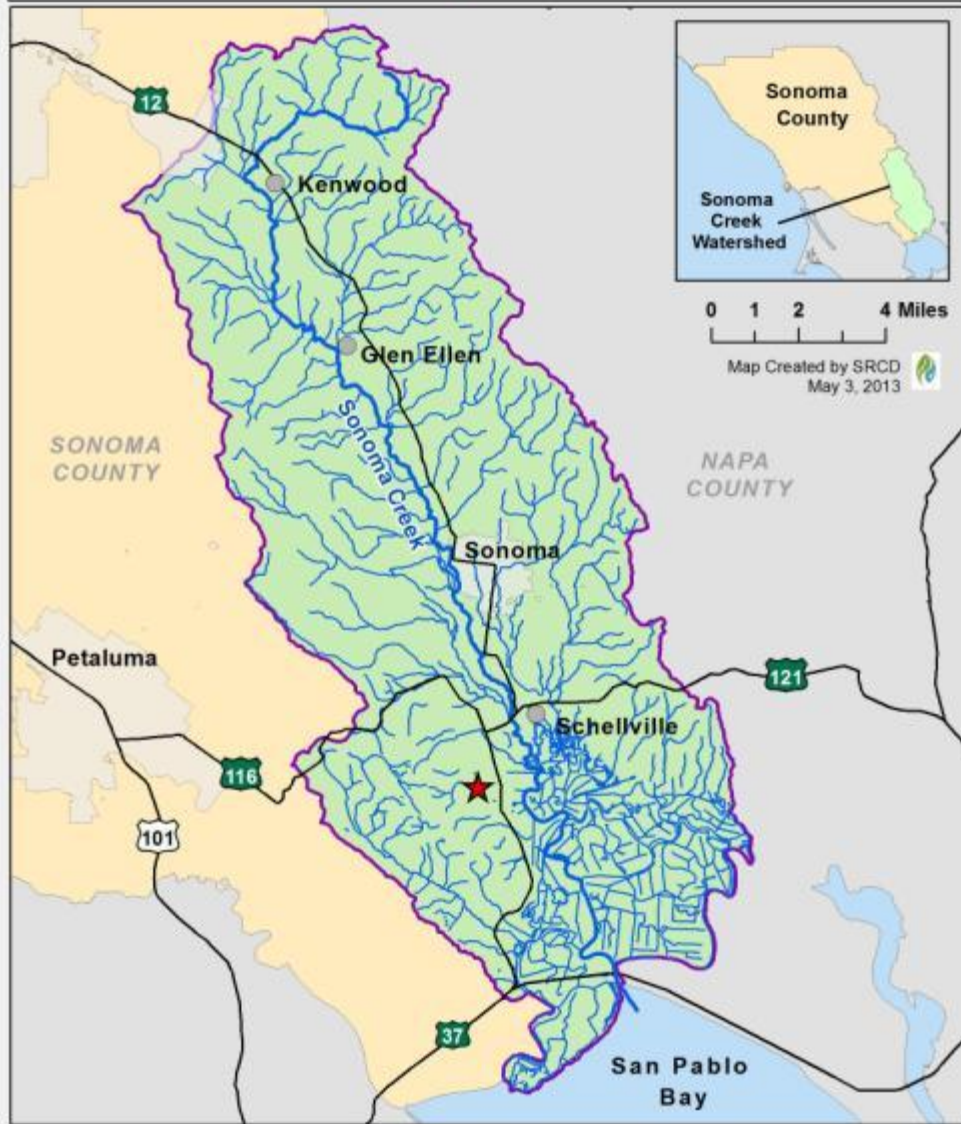 12
Kenwood
Glen Ellen
Sonoma Creek
SONOMA
COUNTY
NAPA
COUNTY
Sonoma
Petaluma
121
Schellville
116
101
37
San Pablo
Bay
Sonoma
County
Sonoma
Creek
Watershed
0 1 2 4 Miles
Map Created by SRCD
May 3, 2013